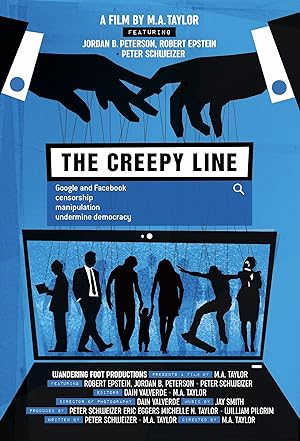 A FILM BY M.A.TAYLOR
FEATURING
JORDAN B. PETERSON, ROBERT EPSTEIN
• PETER SCHWEIZER
THE CREEPY LINE
Google and Facebook
censorship
manipulation
undermine democracy
WANDERING FOOT PRODUCTIONS PRESENTS A FILM BY M.A. TAYLOR
FEATURING ROBERT EPSTEIN, JORDAN B. PETERSON • PETER SCHWEIZER
EDITORS DAIN VALVERDE • M.A. TAYLOR
DIRECTOR OF PHOTOGRAPHY DAIN VALVERDE MUSIC BY JAY SMITH
PRODUCED BY PETER SCHWEIZER ERIC EGGERS MICHELLE N. TAYLOR • WILLIAM PILGRIM
WRITTEN BY PETER SCHWEIZER • M.A. TAYLOR DIRECTED BY M.A. TAYLOR